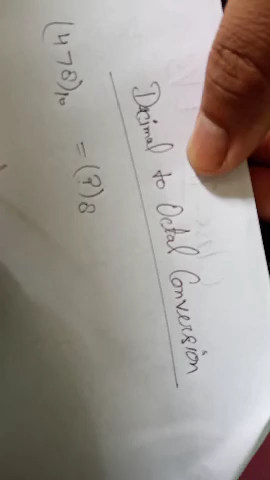 Decimal to Octal Conversion
(478)10 = (?)8